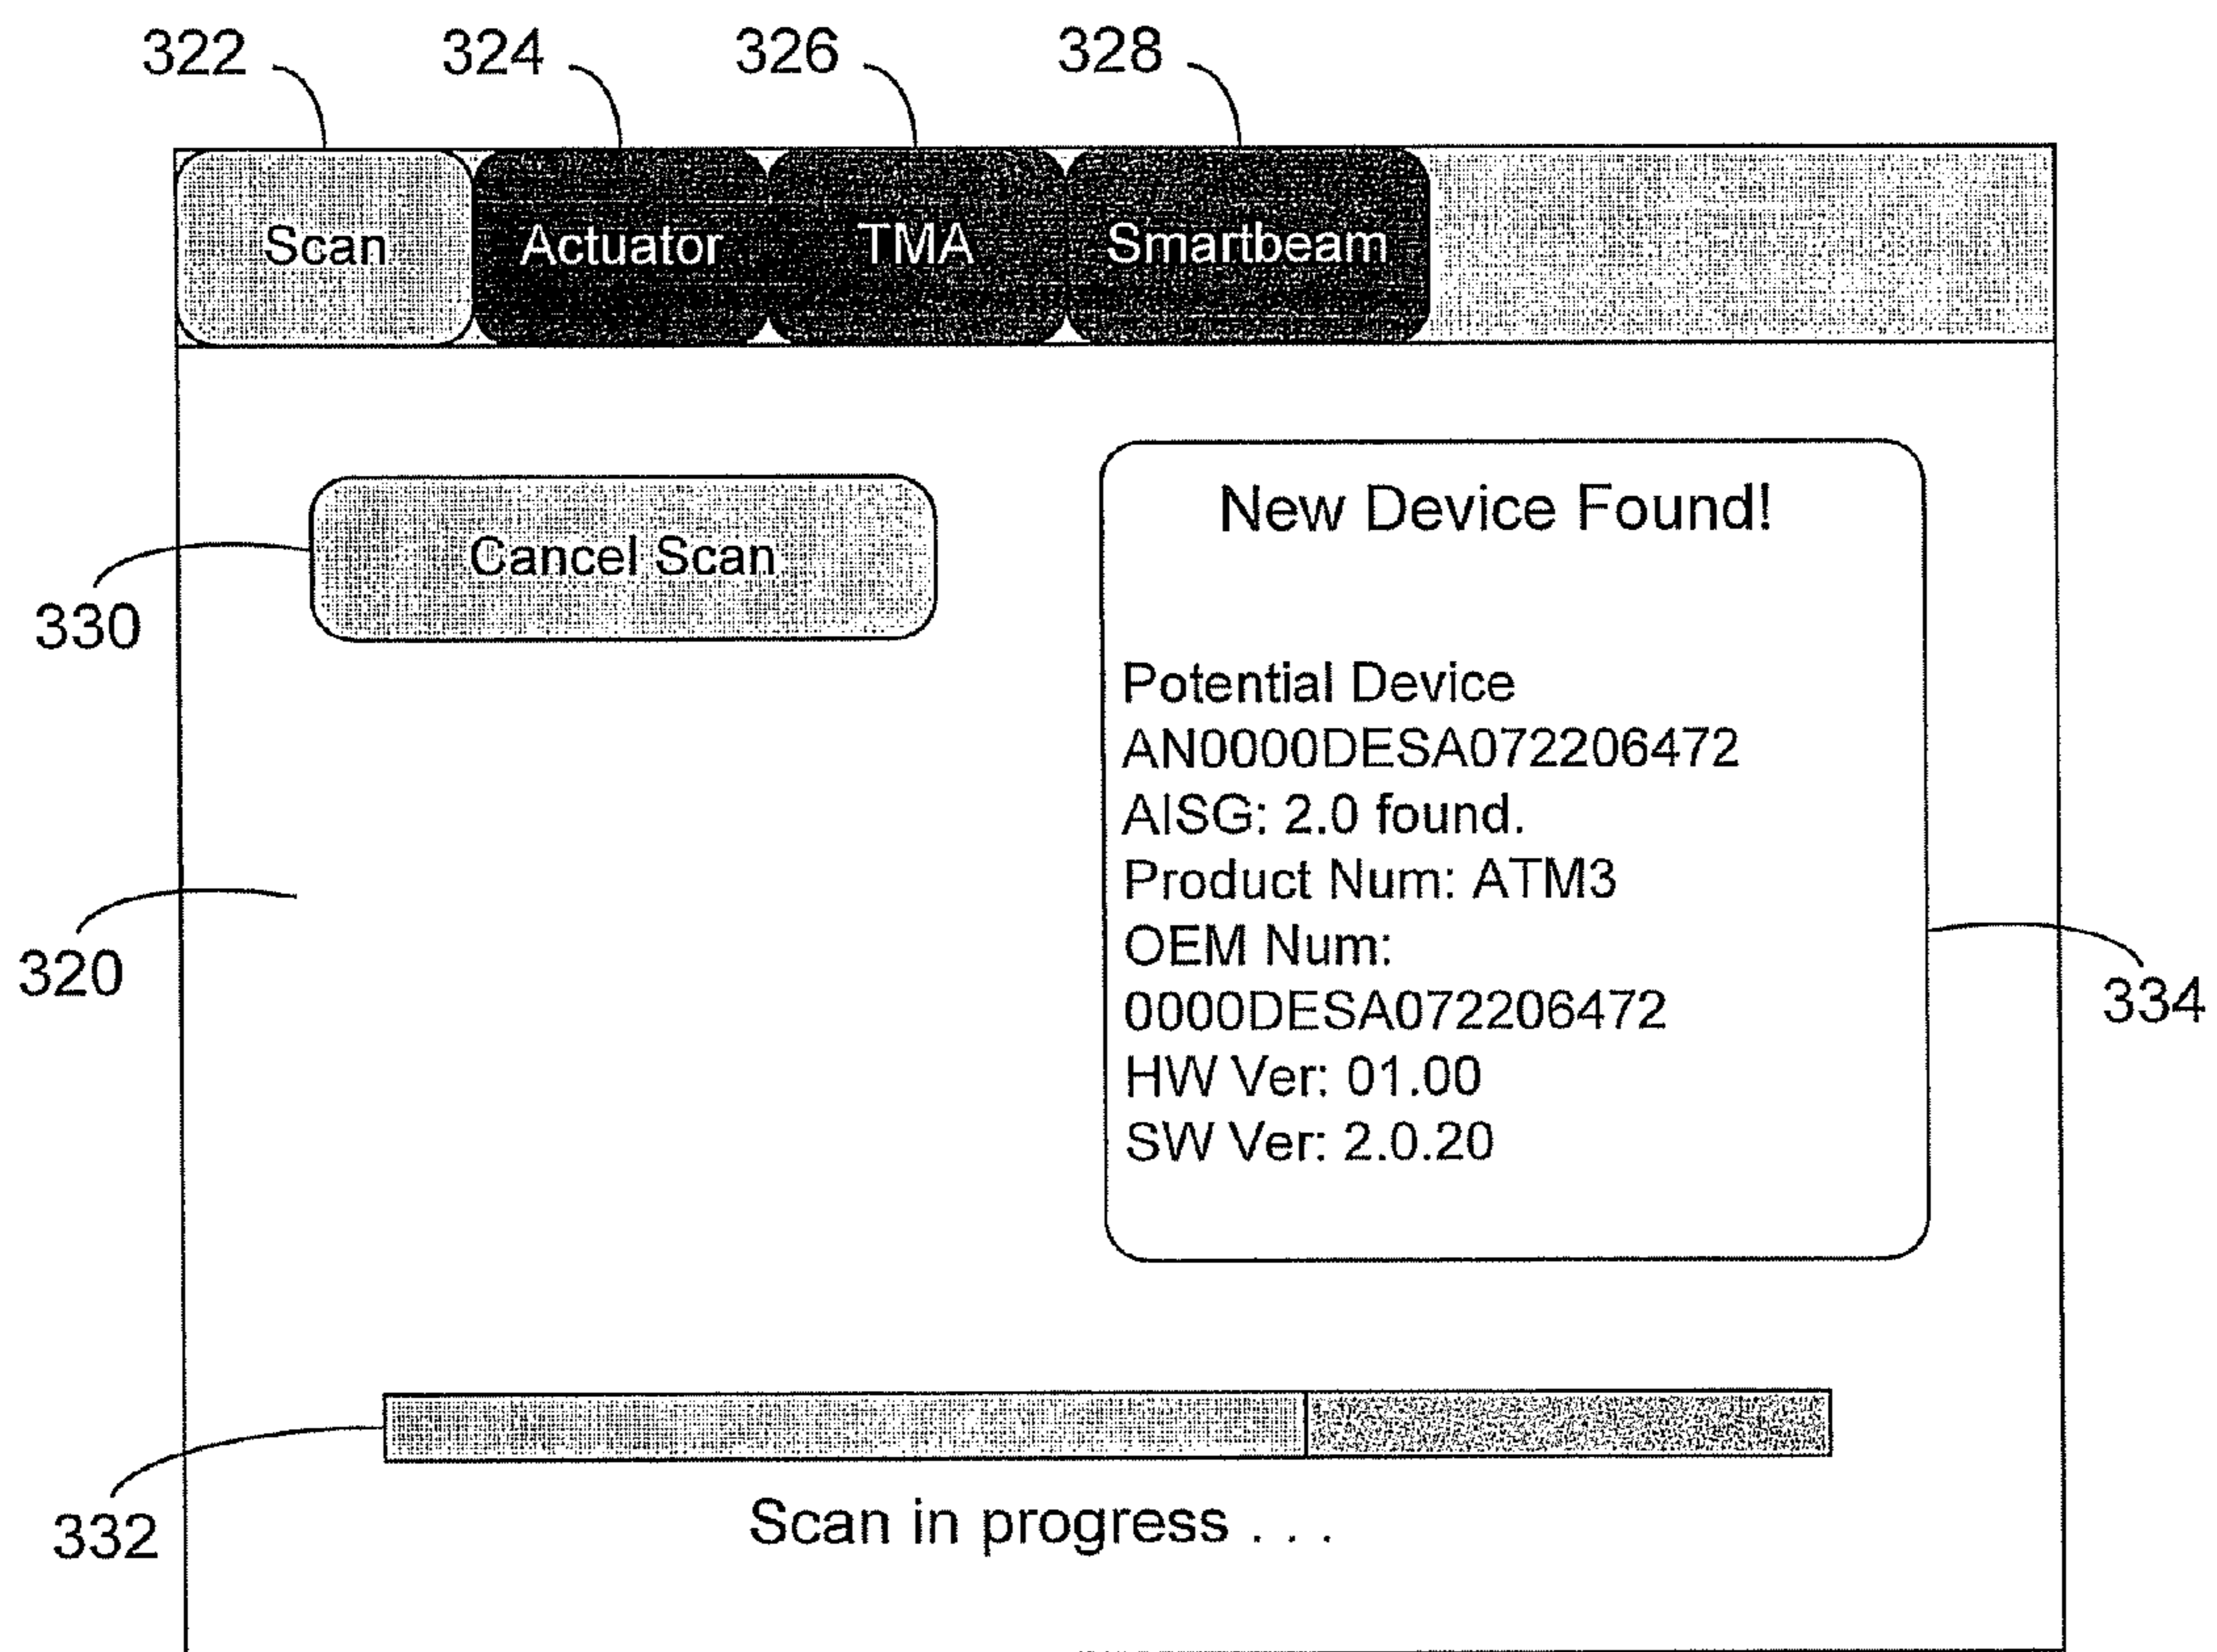 322 324 326 328
Scan Actuator TMA Smartbeam
Cancel Scan
330
New Device Found!
Potential Device
AN0000DESA072206472
AISG: 2.0 found.
Product Num: ATM3
OEM Num:
0000DESA072206472
HW Ver: 01.00
SW Ver: 2.0.20
320
334
332
Scan in progress . . .